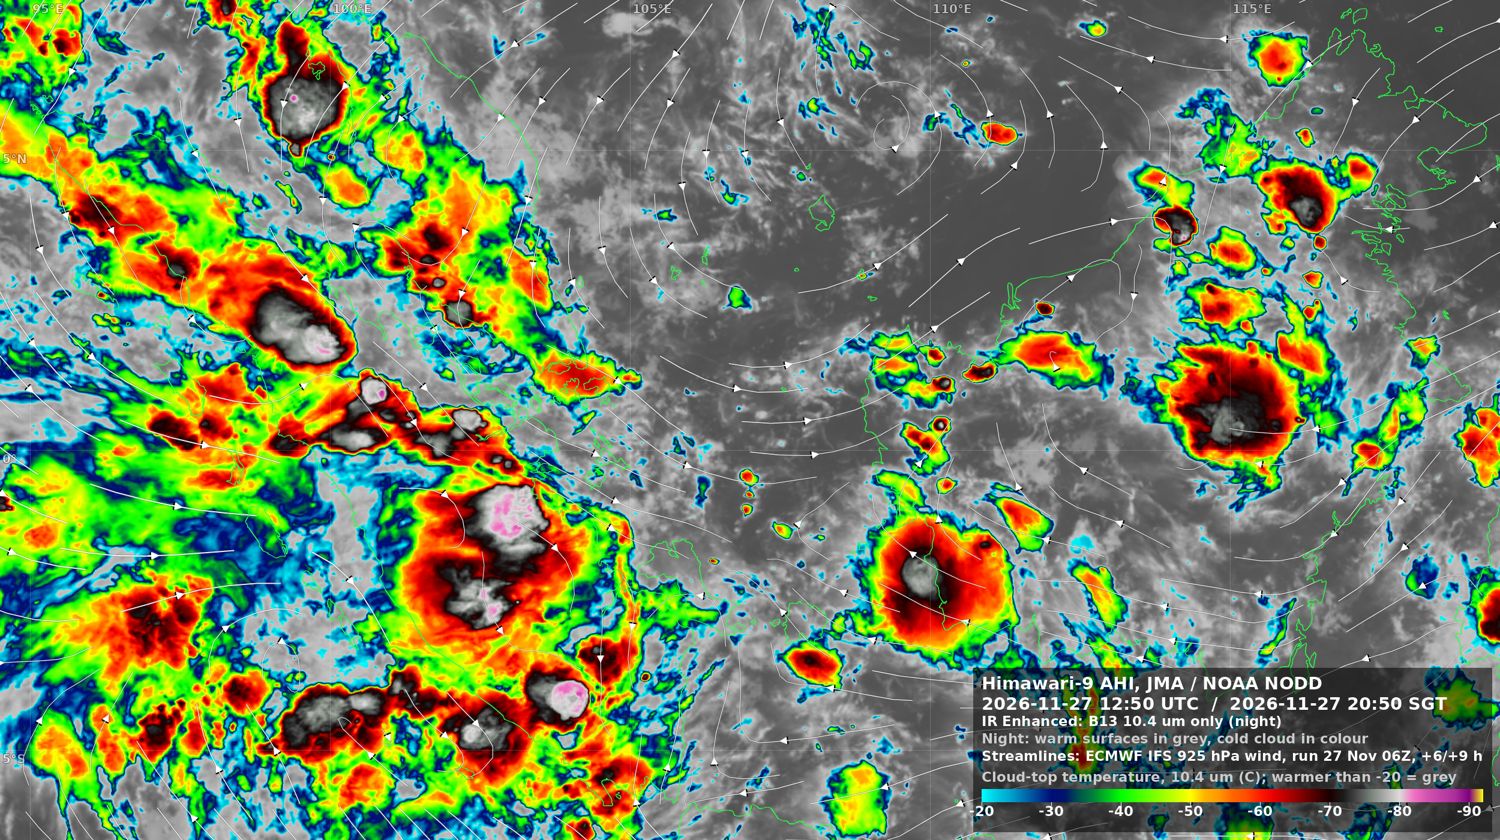 95°E
100°E
105°E
110°E
115°E
5°N
0°
5°S
Himawari-9 AHI, JMA / NOAA NODD
2026-11-27 12:50 UTC / 2026-11-27 20:50 SGT
IR Enhanced: B13 10.4 um only (night)
Night: warm surfaces in grey, cold cloud in colour
Streamlines: ECMWF IFS 925 hPa wind, run 27 Nov 06Z, +6/+9 h
Cloud-top temperature, 10.4 um (C); warmer than -20 = grey
-20 -30 -40 -50 -60 -70 -80 -90